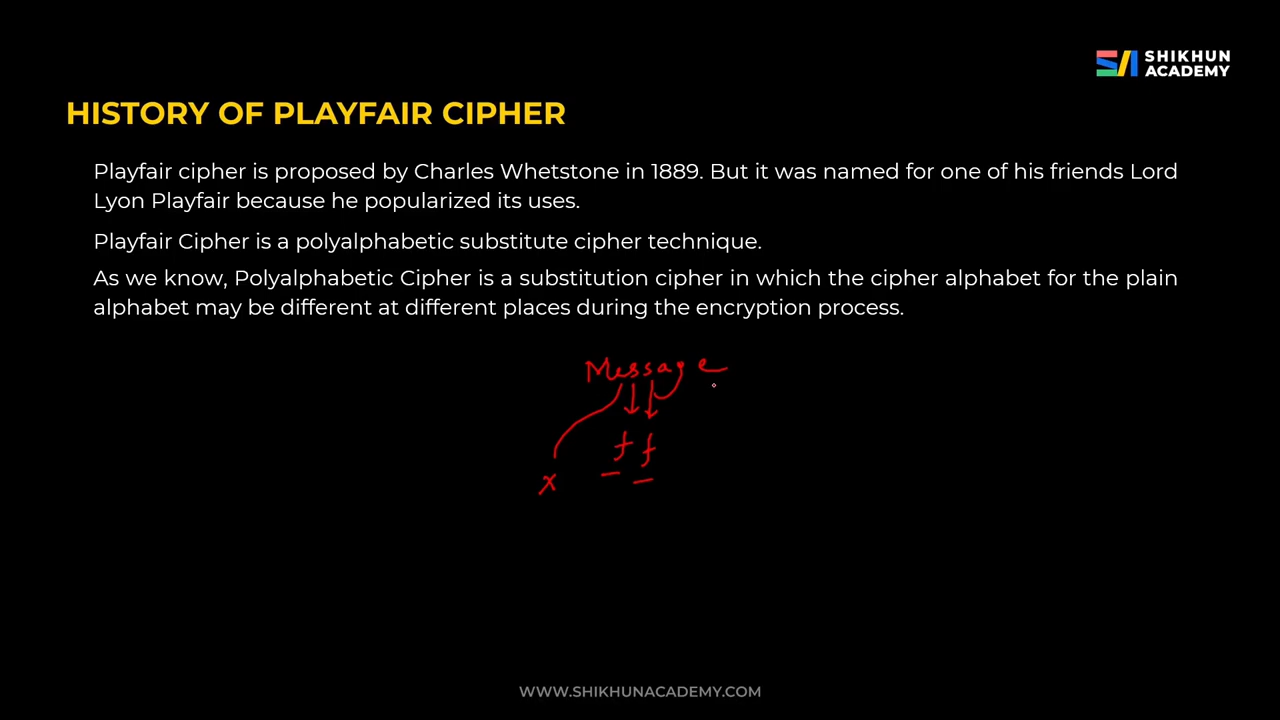 SHIKHUN
ACADEMY
HISTORY OF PLAYFAIR CIPHER
Playfair cipher is proposed by Charles Whetstone in 1889. But it was named for one of his friends Lord
Lyon Playfair because he popularized its uses.
Playfair Cipher is a polyalphabetic substitute cipher technique.
As we know, Polyalphabetic Cipher is a substitution cipher in which the cipher alphabet for the plain
alphabet may be different at different places during the encryption process.
Message
f f
x
WWW.SHIKHUNACADEMY.COM